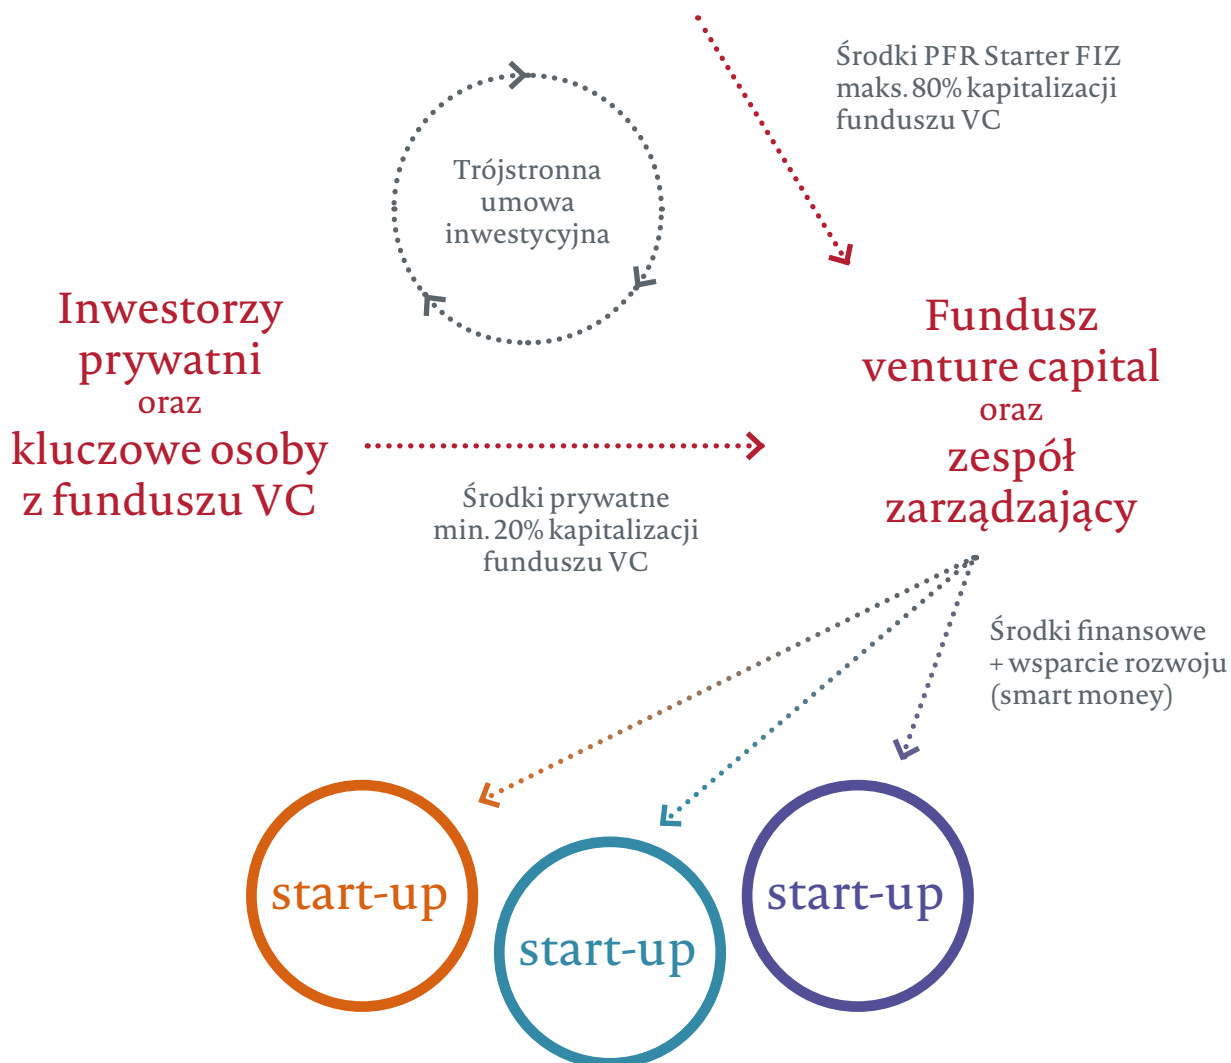 Środki PFR Starter FIZ
maks. 80% kapitalizacji
funduszu VC
Trójstronna
umowa
inwestycyjna
Inwestorzy
prywatni
oraz
kluczowe osoby
z funduszu VC
Fundusz
venture capital
oraz
zespół
zarządzający
Środki prywatne
min. 20% kapitalizacji
funduszu VC
Środki finansowe
+ wsparcie rozwoju
(smart money)
start-up
start-up
start-up